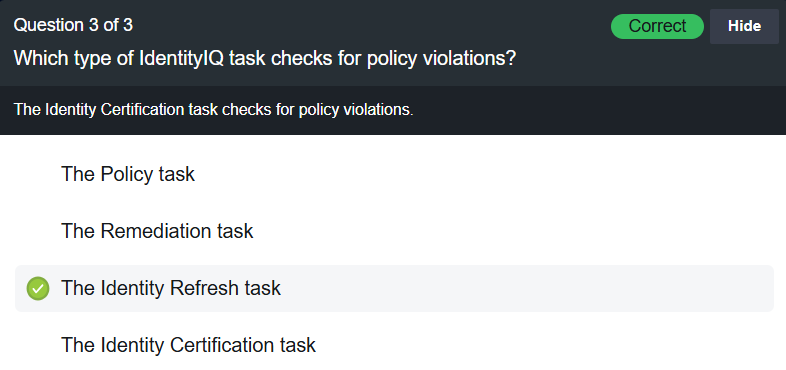 Question 3 of 3
Correct
Hide
Which type of IdentityIQ task checks for policy violations?
The Identity Certification task checks for policy violations.
The Policy task
The Remediation task
The Identity Refresh task
The Identity Certification task